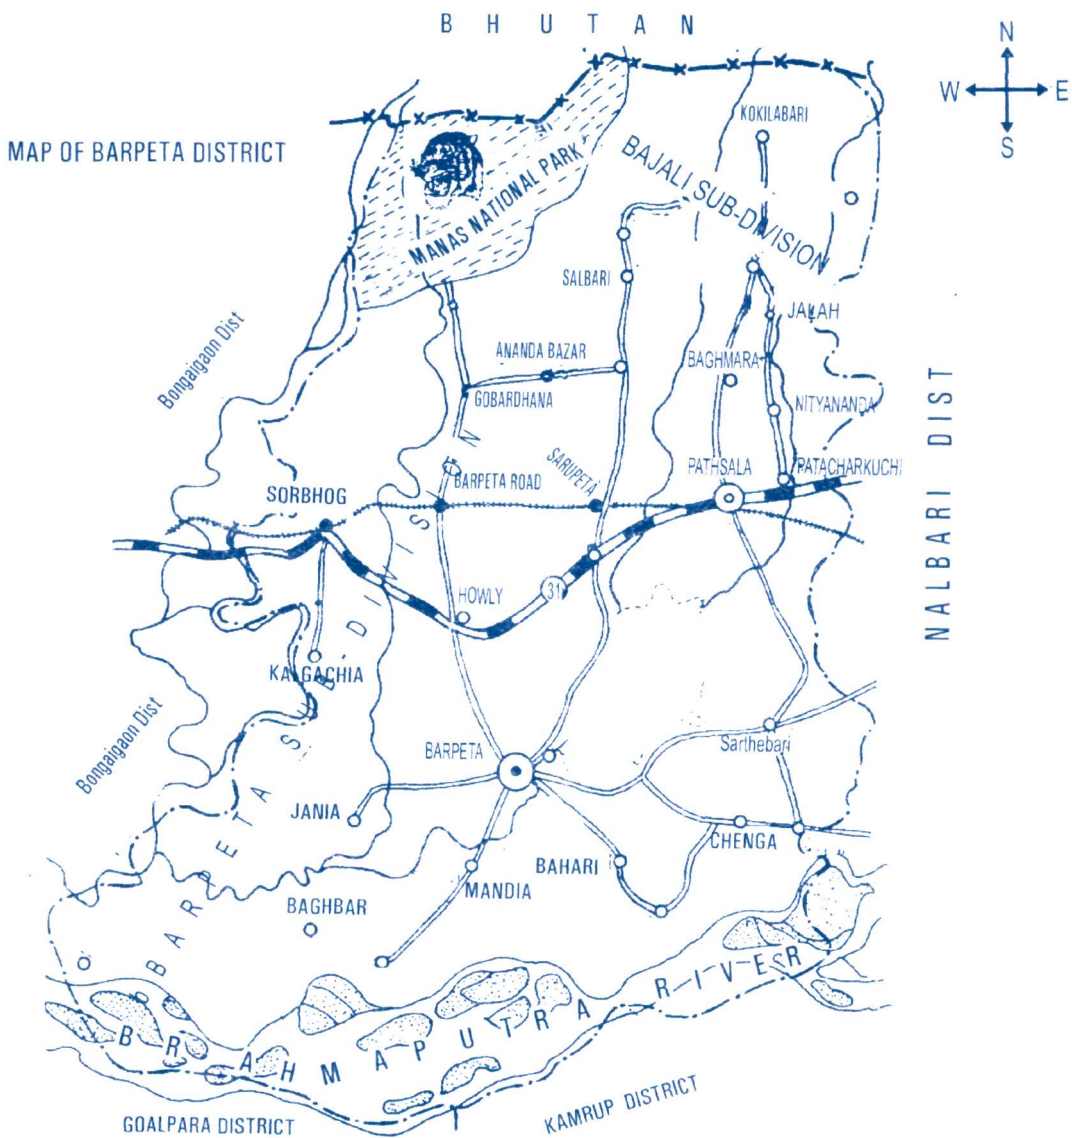 BHUTAN
N
W E
S
MAP OF BARPETA DISTRICT
KOKILABARI
MANAS NATIONAL PARK
BAJALI SUB-DIVISION
SALBARI
JALAH
Bongaigaon Dist
ANANDA BAZAR
BAGHMARA
GOBARDHANA
NITYANANDA
NALBARI DIST
SARUPETA
PATHSALA
PATACHARKUCHI
BARPETA ROAD
SORBHOG
HOWLY
31
KALGACHIA
BARPETA SUB-DIVISION
Bongaigaon Dist
BARPETA
Sarthebari
JANIA
CHENGA
BAHARI
MANDIA
BAGHBAR
BRAHMAPUTRA RIVER
GOALPARA DISTRICT
KAMRUP DISTRICT